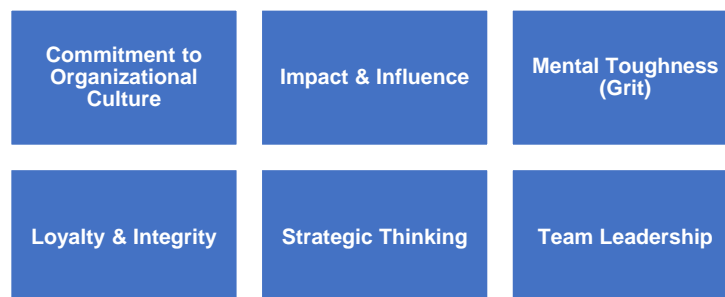 Commitment to
Organizational
Culture
Impact & Influence
Mental Toughness
(Grit)
Loyalty & Integrity
Strategic Thinking
Team Leadership